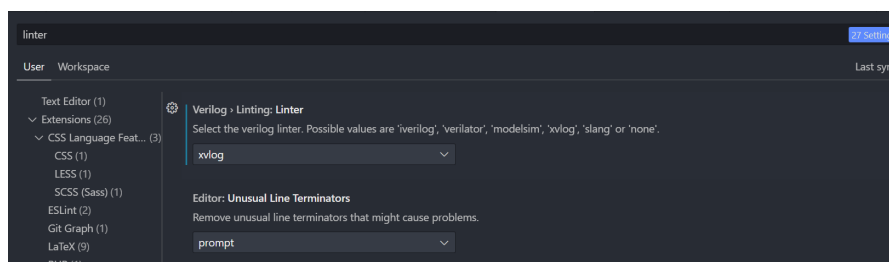 linter
27 Setting
User Workspace
Last syn
Text Editor (1)
Extensions (26)
CSS Language Feat... (3)
CSS (1)
LESS (1)
SCSS (Sass) (1)
ESLint (2)
Git Graph (1)
LaTeX (9)
Verilog › Linting: Linter
Select the verilog linter. Possible values are 'iverilog', 'verilator', 'modelsim', 'xvlog', 'slang' or 'none'.
xvlog
Editor: Unusual Line Terminators
Remove unusual line terminators that might cause problems.
prompt